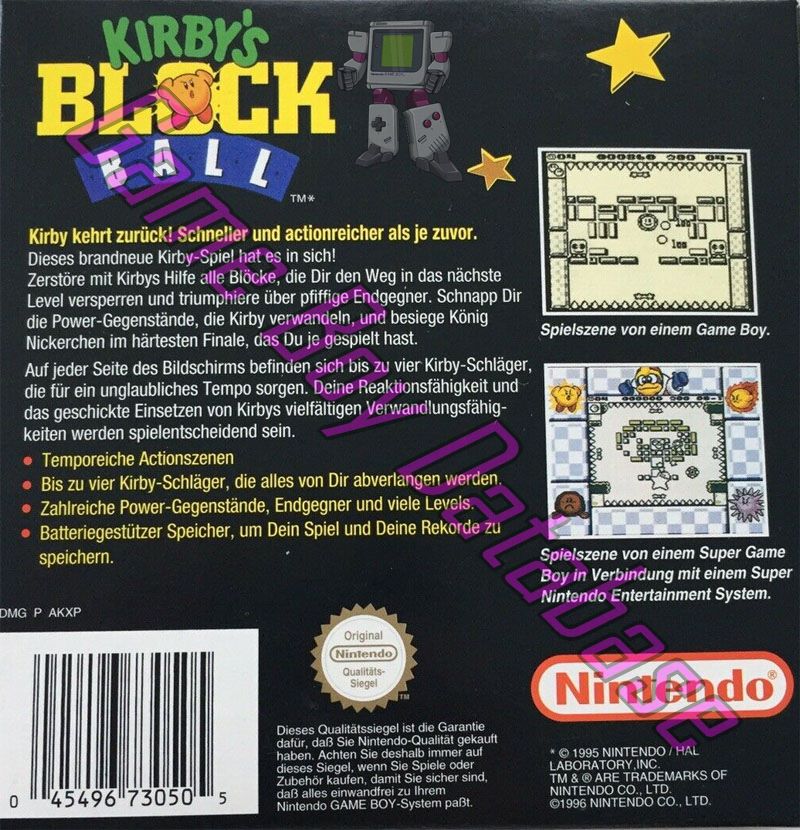 KIRBY'S
BLOCK
BALL
TM*
Kirby kehrt zurück! Schneller und actionreicher als je zuvor.
Dieses brandneue Kirby-Spiel hat es in sich!
Zerstöre mit Kirbys Hilfe alle Blöcke, die Dir den Weg in das nächste
Level versperren und triumphiere über pfiffige Endgegner. Schnapp Dir
die Power-Gegenstände, die Kirby verwandeln, und besiege König
Nickerchen im härtesten Finale, das Du je gespielt hast.
Auf jeder Seite des Bildschirms befinden sich bis zu vier Kirby-Schläger,
die für ein unglaubliches Tempo sorgen. Deine Reaktionsfähigkeit und
das geschickte Einsetzen von Kirbys vielfältigen Verwandlungsfähig-
keiten werden spielentscheidend sein.
• Temporeiche Actionszenen
• Bis zu vier Kirby-Schläger, die alles von Dir abverlangen werden.
• Zahlreiche Power-Gegenstände, Endgegner und viele Levels.
• Batteriegestützer Speicher, um Dein Spiel und Deine Rekorde zu
speichern.
Spielszene von einem Game Boy.
Spielszene von einem Super Game
Boy in Verbindung mit einem Super
Nintendo Entertainment System.
DMG P AKXP
0 45496 73050 5
Original
Nintendo
Qualitäts-
Siegel
TM
Dieses Qualitätssiegel ist die Garantie
dafür, daß Sie Nintendo-Qualität gekauft
haben. Achten Sie deshalb immer auf
dieses Siegel, wenn Sie Spiele oder
Zubehör kaufen, damit Sie sicher sind,
daß alles einwandfrei zu Ihrem
Nintendo GAME BOY-System paßt.
Nintendo®
* © 1995 NINTENDO / HAL
LABORATORY,INC.
TM & ® ARE TRADEMARKS OF
NINTENDO CO., LTD.
©1996 NINTENDO CO., LTD.
Game Boy Database